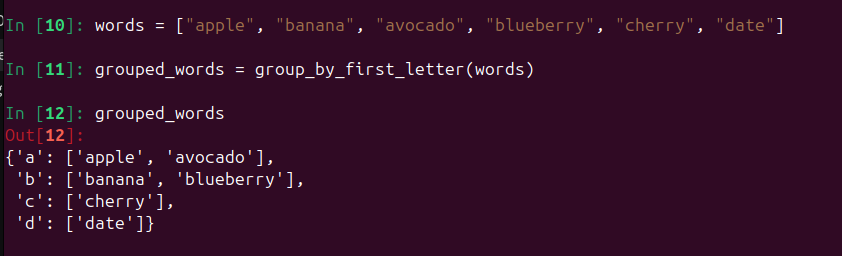 In [10]: words = ["apple", "banana", "avocado", "blueberry", "cherry", "date"]
In [11]: grouped_words = group_by_first_letter(words)
In [12]: grouped_words
Out[12]:
{'a': ['apple', 'avocado'],
 'b': ['banana', 'blueberry'],
 'c': ['cherry'],
 'd': ['date']}